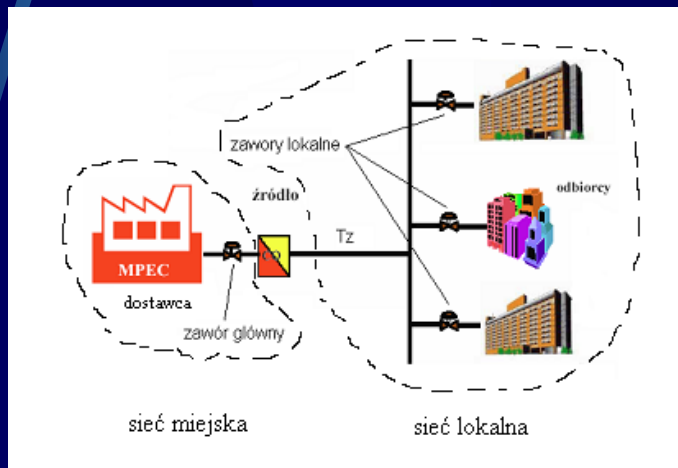 zawory lokalne
źródło
odbiorcy
Tz
CO
MPEC
dostawca
zawór główny
sieć miejska
sieć lokalna